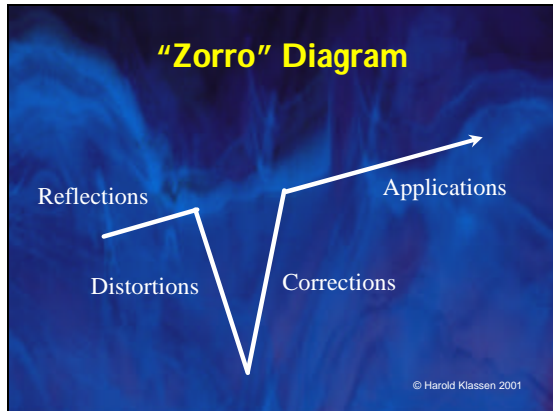 “Zorro” Diagram
Reflections
Applications
Distortions
Corrections
© Harold Klassen 2001